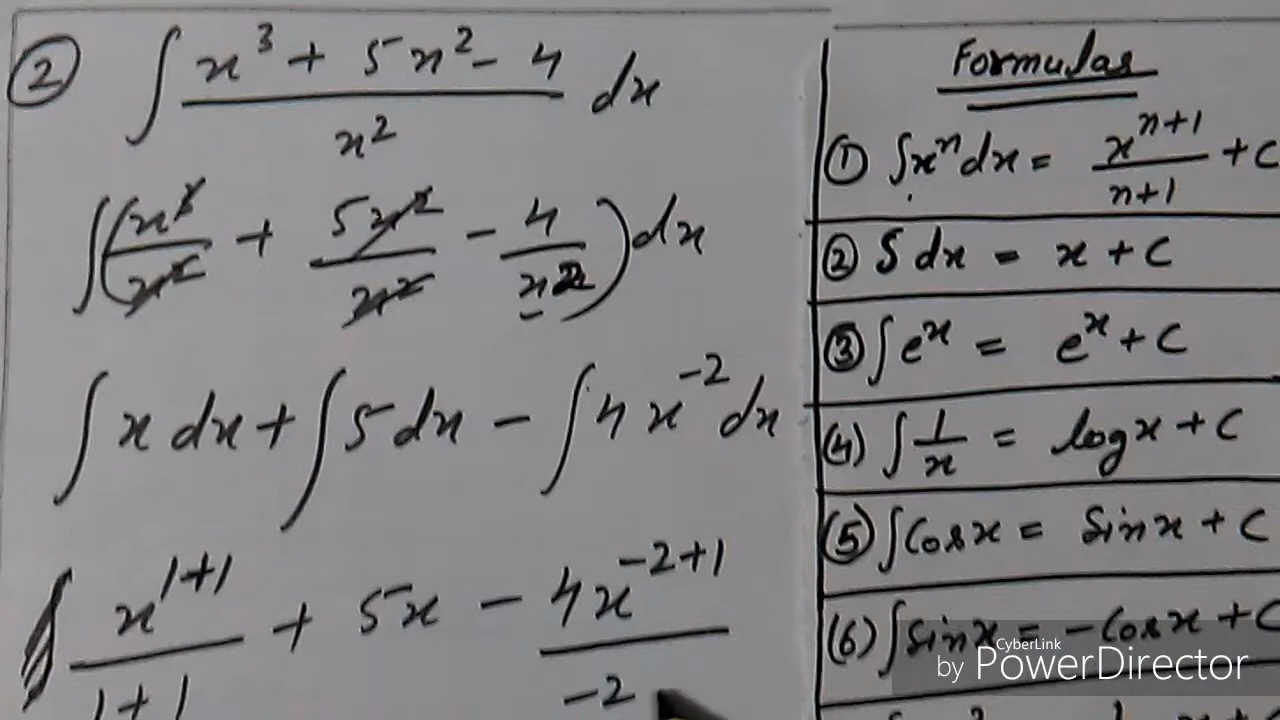 ② ∫ x³ + 5x² - 4 / x² dx
∫( x³/x² + 5x²/x² - 4/x² ) dx
∫ x dx + ∫ 5 dx - ∫ 4 x⁻² dx
x¹⁺¹ / 1+1 + 5x - 4x⁻²⁺¹ / -2
Formulas
① ∫xⁿdx = xⁿ⁺¹ / n+1 + C
② ∫ dx = x + C
③ ∫ eˣ = eˣ + C
(4) ∫ 1/x = log x + C
(5) ∫ Cos x = Sin x + C
(6) ∫ Sin x = - Cos x + C
CyberLink
by PowerDirector